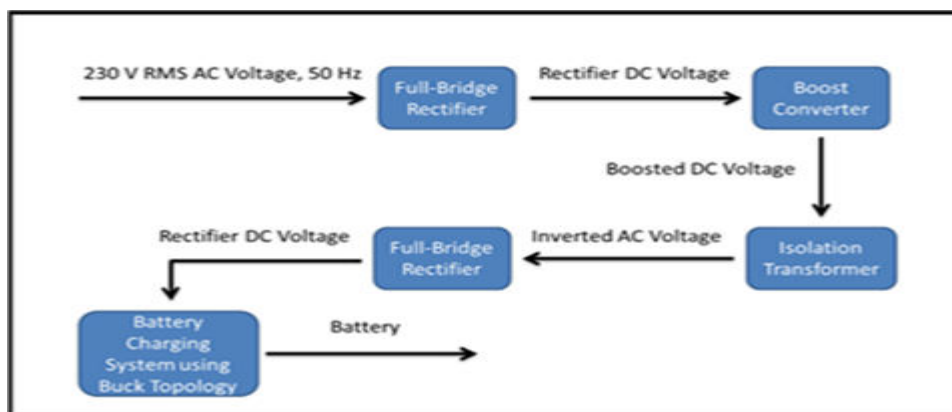 230 V RMS AC Voltage, 50 Hz
Full-Bridge
Rectifier
Rectifier DC Voltage
Boost
Converter
Boosted DC Voltage
Isolation
Transformer
Inverted AC Voltage
Full-Bridge
Rectifier
Rectifier DC Voltage
Battery
Charging
System using
Buck Topology
Battery